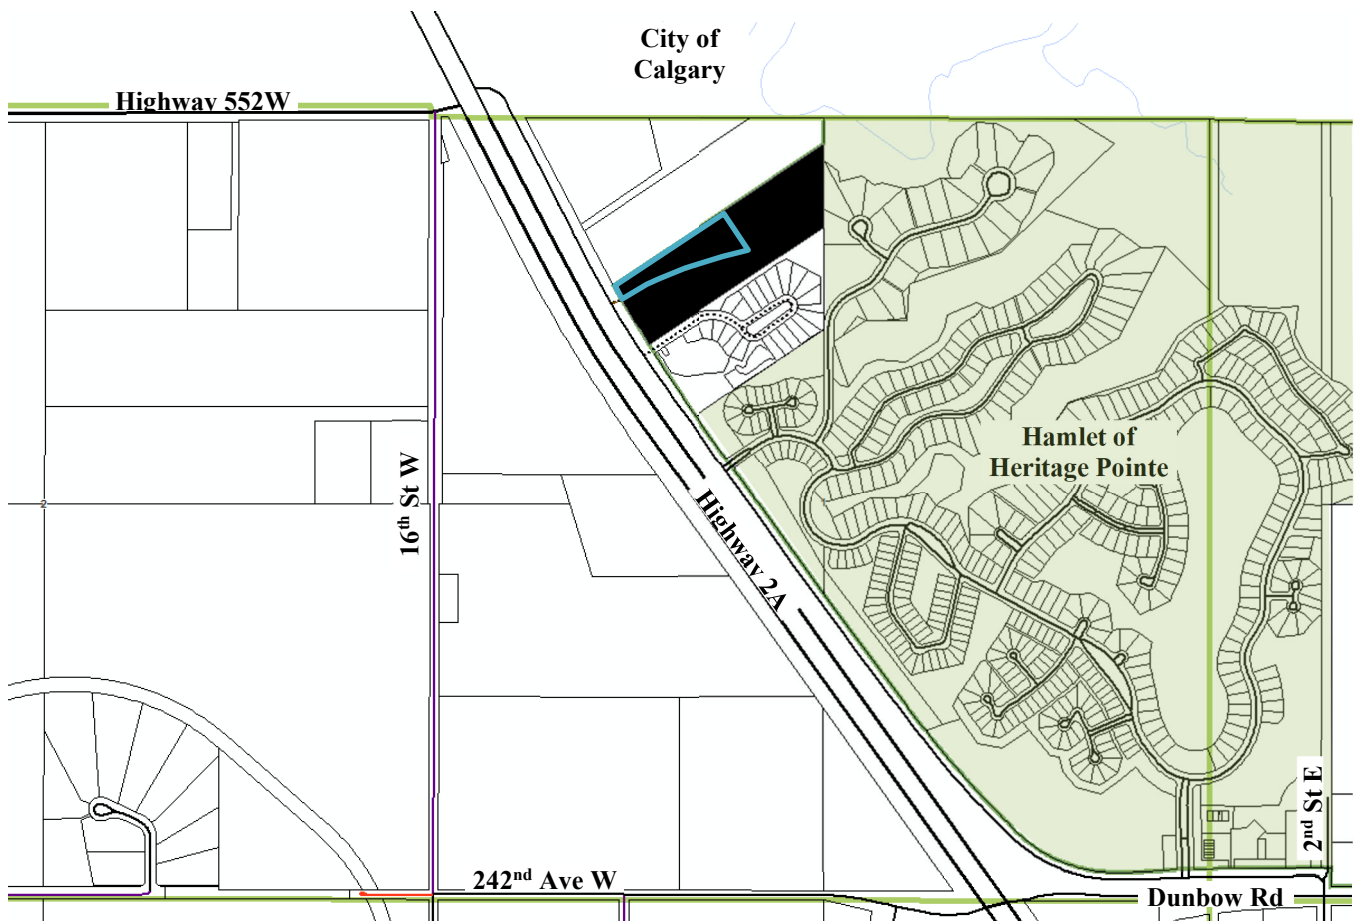 City of
Calgary
Highway 552W
Hamlet of
Heritage Pointe
16th St W
2
Highway 2A
2nd St E
242nd Ave W
Dunbow Rd